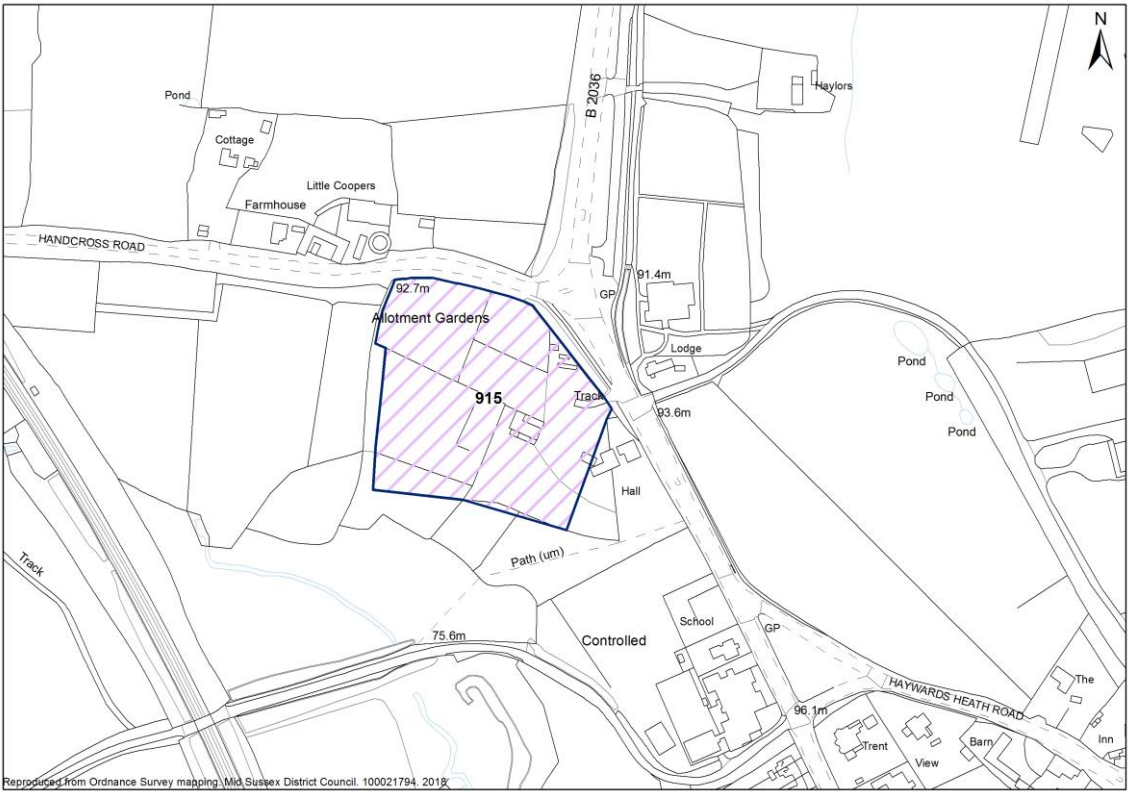 N
B 2036
Haylors
Pond
Cottage
Little Coopers
Farmhouse
HANDCROSS ROAD
91.4m
92.7m
GP
Allotment Gardens
Lodge
Pond
915
Track
Pond
93.6m
Pond
Hall
Path (um)
Track
School
GP
75.6m
Controlled
The
HAYWARDS HEATH ROAD
96.1m
Inn
Barn
Trent
View
Reproduced from Ordnance Survey mapping. Mid Sussex District Council. 100021794. 2018